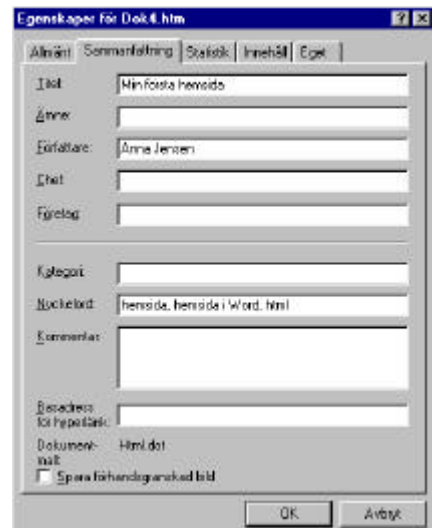 Egenskaper för Dok4.htm
Allmänt Sammanfattning Statistik Innehåll Eget
Titel: Min första hemsida
Ämne:
Författare: Anna Jensen
Chef:
Företag:
Kategori:
Nyckelord: hemsida, hemsida i Word, html
Kommentar:
Basadress
för hyperlänk:
Dokument- Html.dot
mall:
Spara förhandsgranskad bild
OK Avbryt